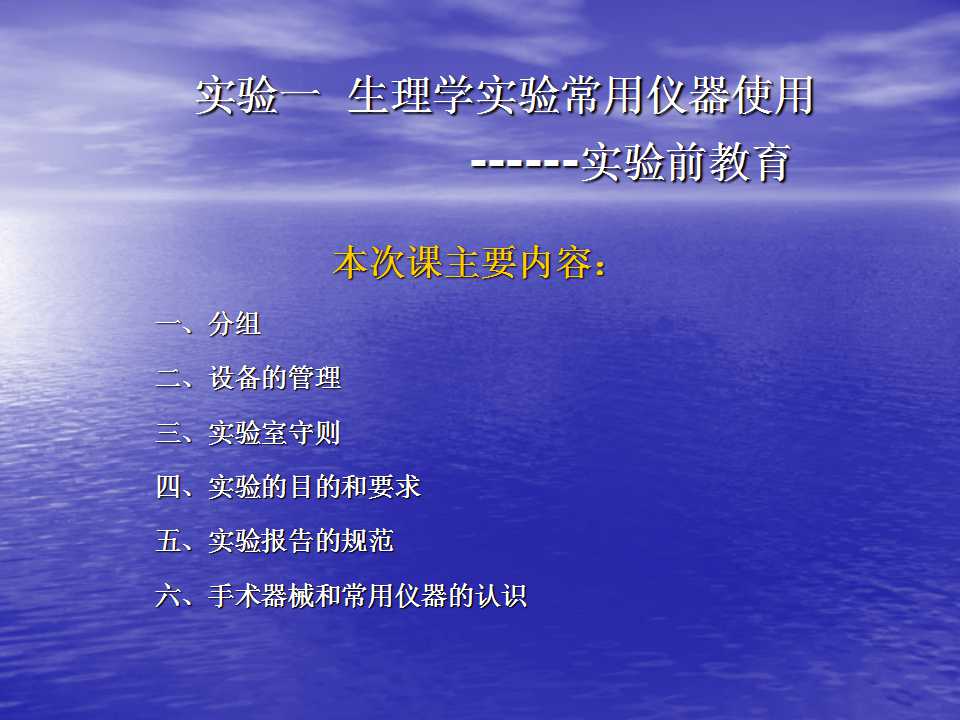 实验一 生理学实验常用仪器使用
------实验前教育
本次课主要内容：
一、分组
二、设备的管理
三、实验室守则
四、实验的目的和要求
五、实验报告的规范
六、手术器械和常用仪器的认识